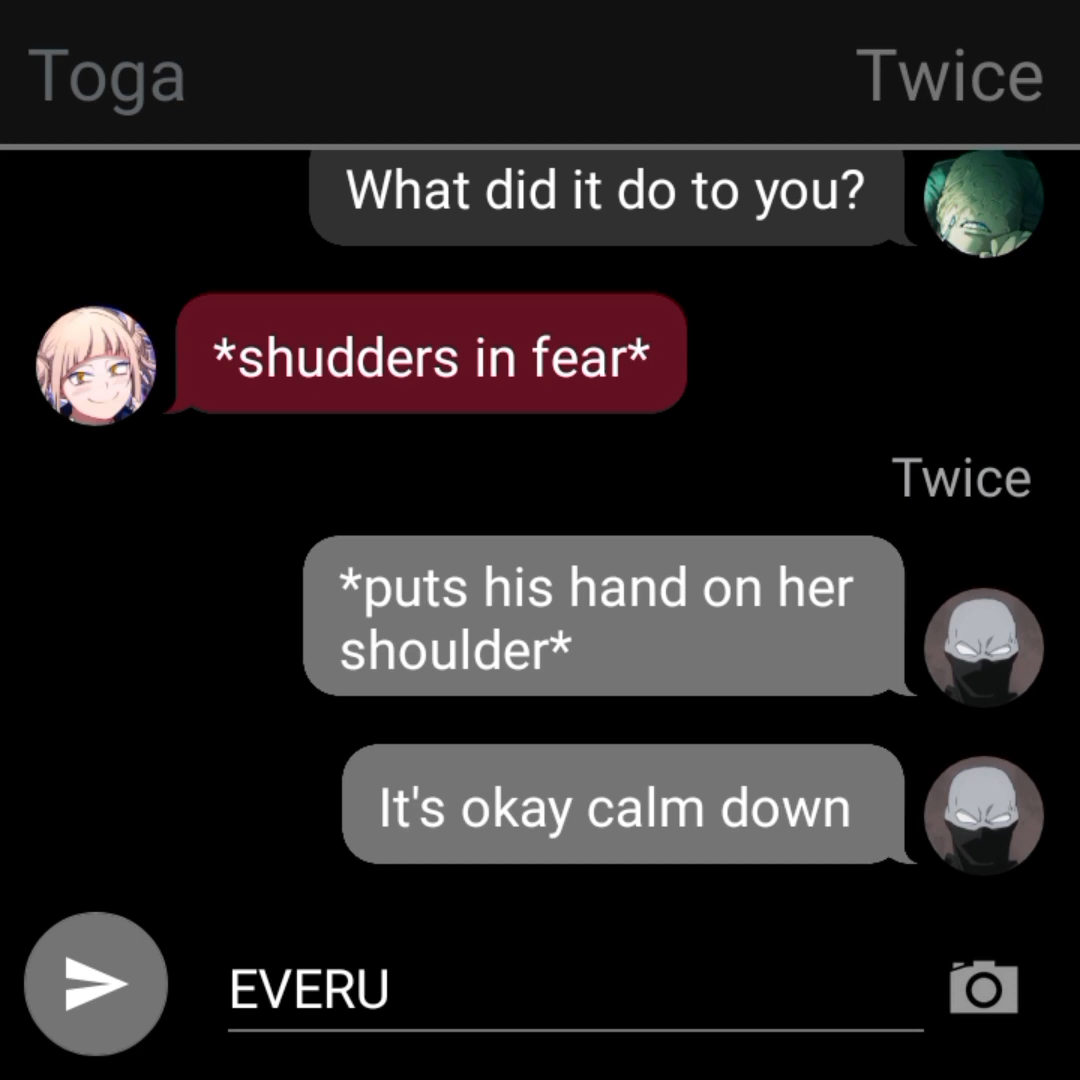 Toga Twice
What did it do to you?
*shudders in fear*
Twice
*puts his hand on her
shoulder*
It's okay calm down
EVERU